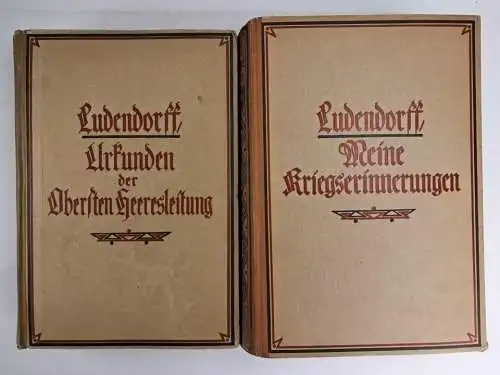 Ludendorff,
Urkunden
der
Obersten Heeresleitung
Ludendorff,
Meine
Kriegserinnerungen